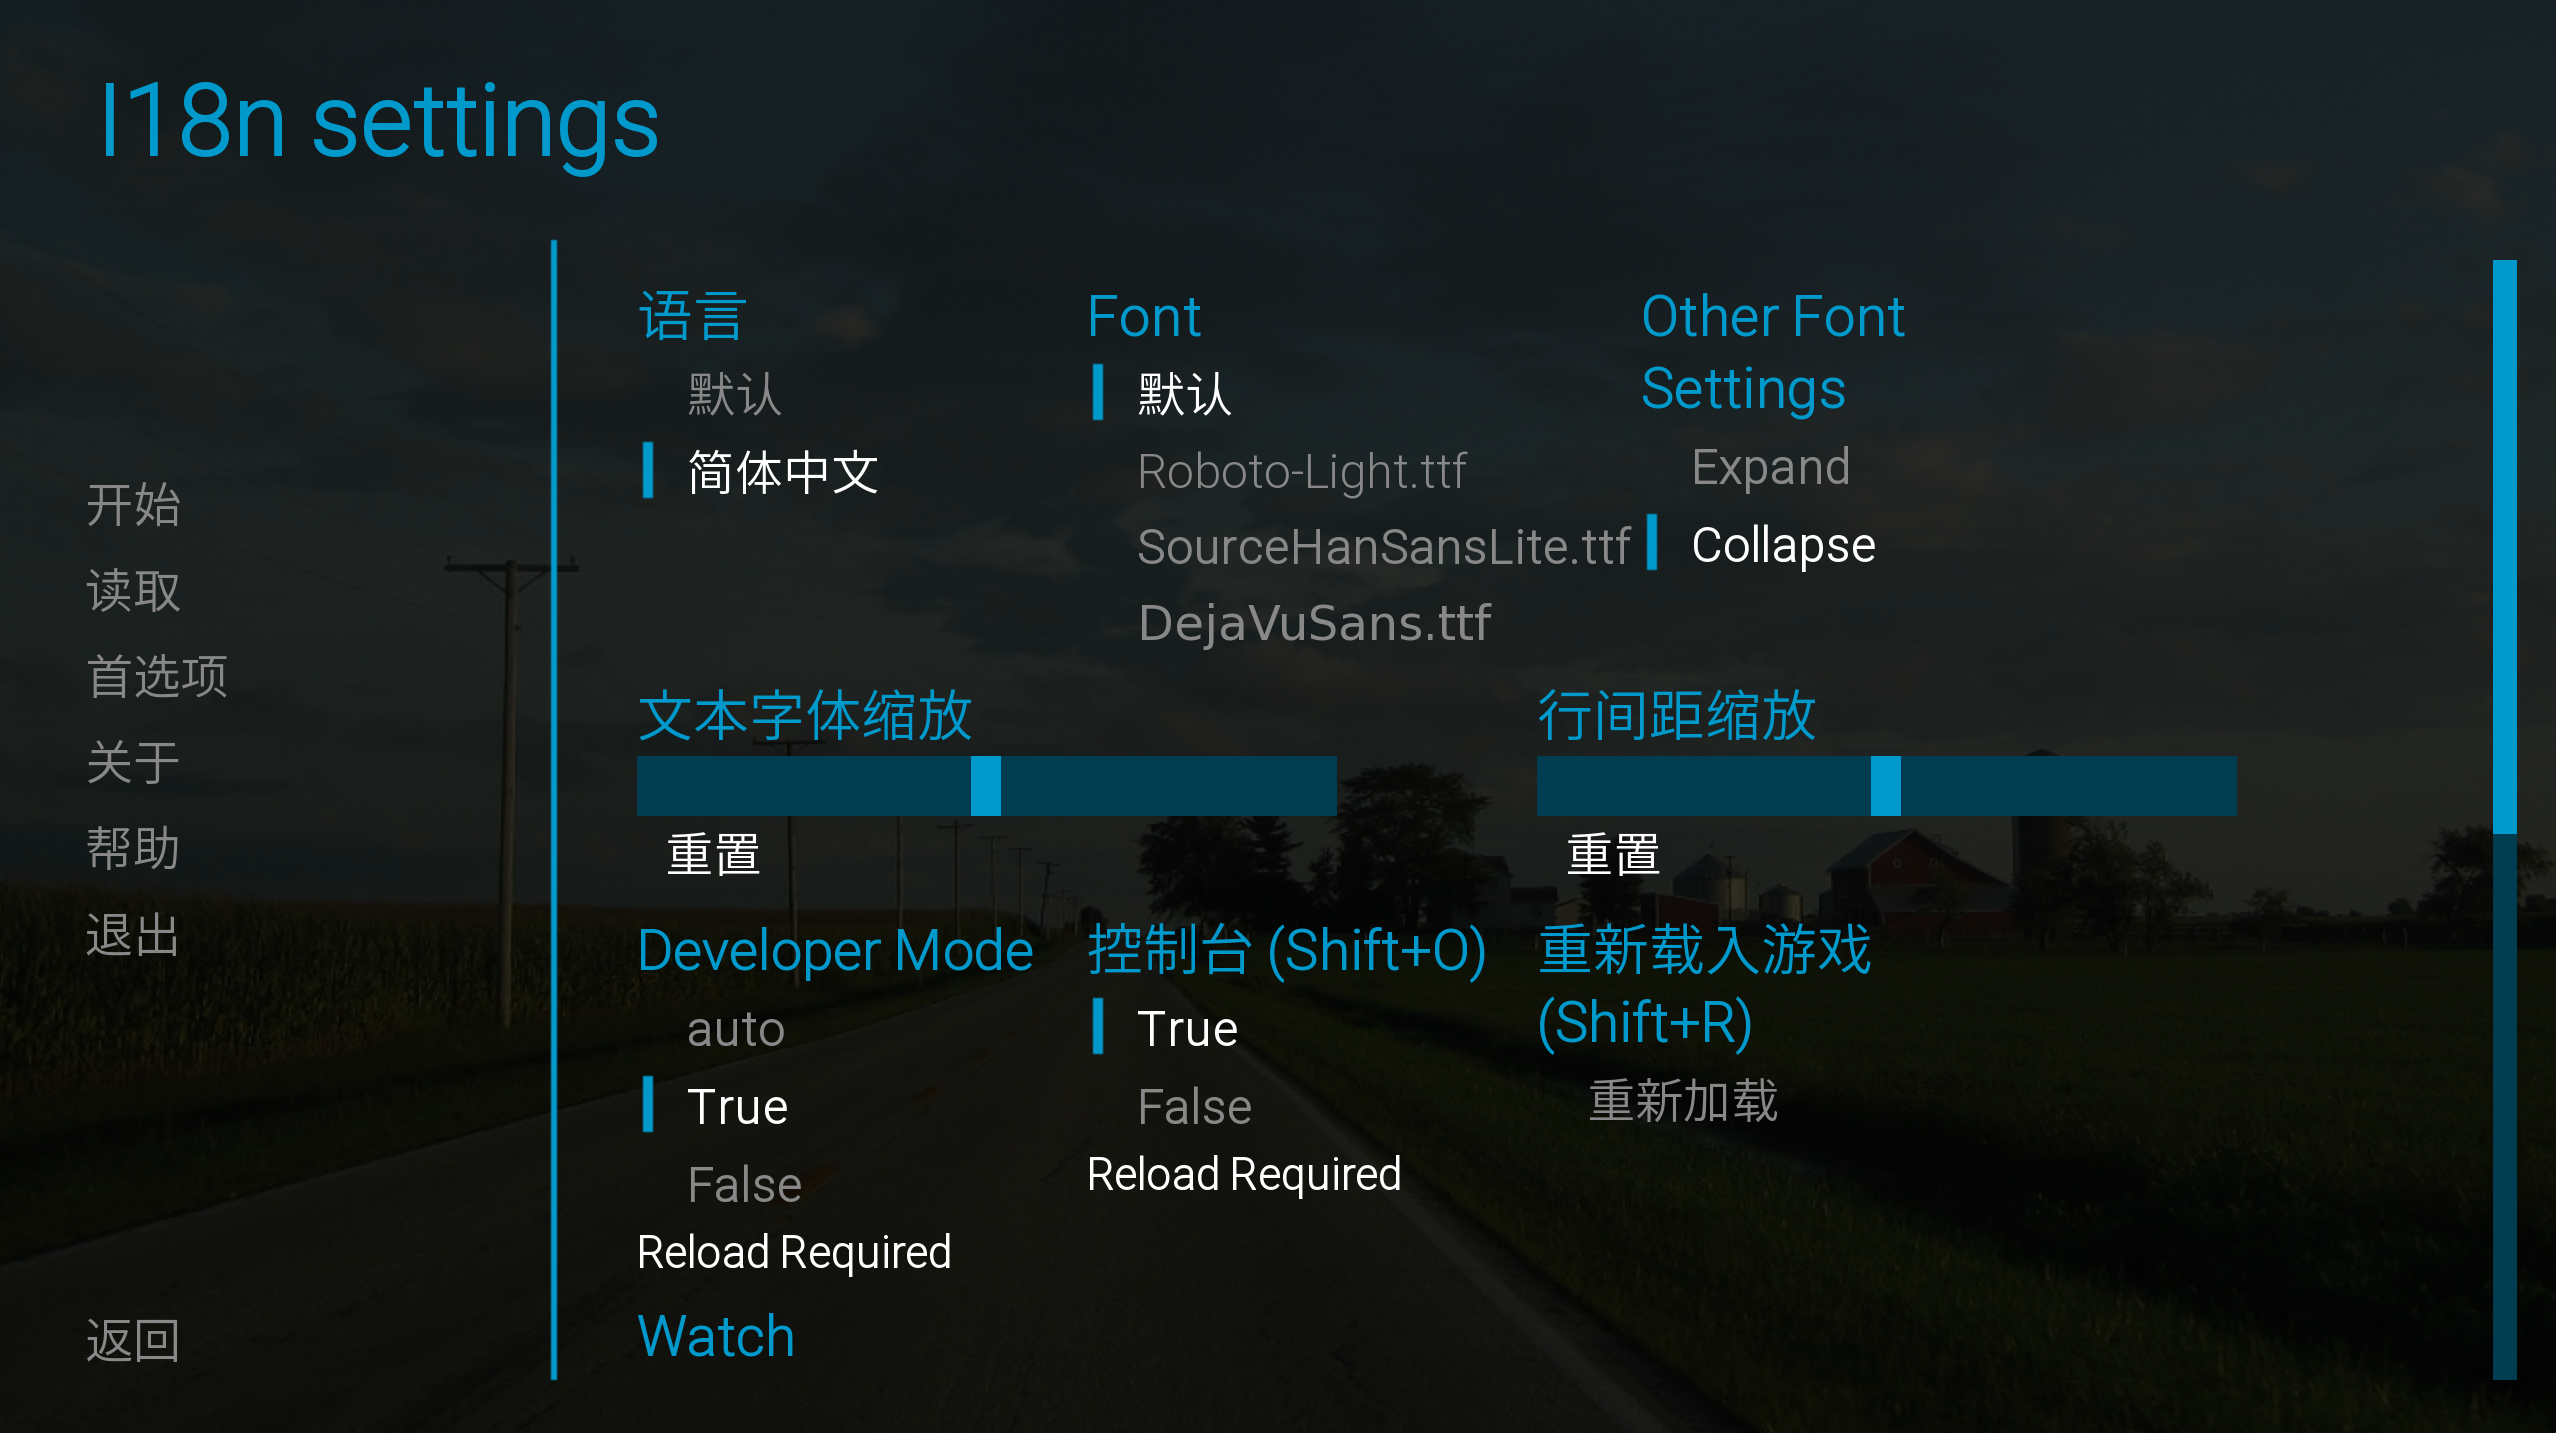 I18n settings
开始
读取
首选项
关于
帮助
退出
返回
语言
默认
简体中文
Font
默认
Roboto-Light.ttf
SourceHanSansLite.ttf
DejaVuSans.ttf
Other Font
Settings
Expand
Collapse
文本字体缩放
重置
行间距缩放
重置
Developer Mode
auto
True
False
Reload Required
控制台 (Shift+O)
True
False
Reload Required
重新载入游戏
(Shift+R)
重新加载
Watch